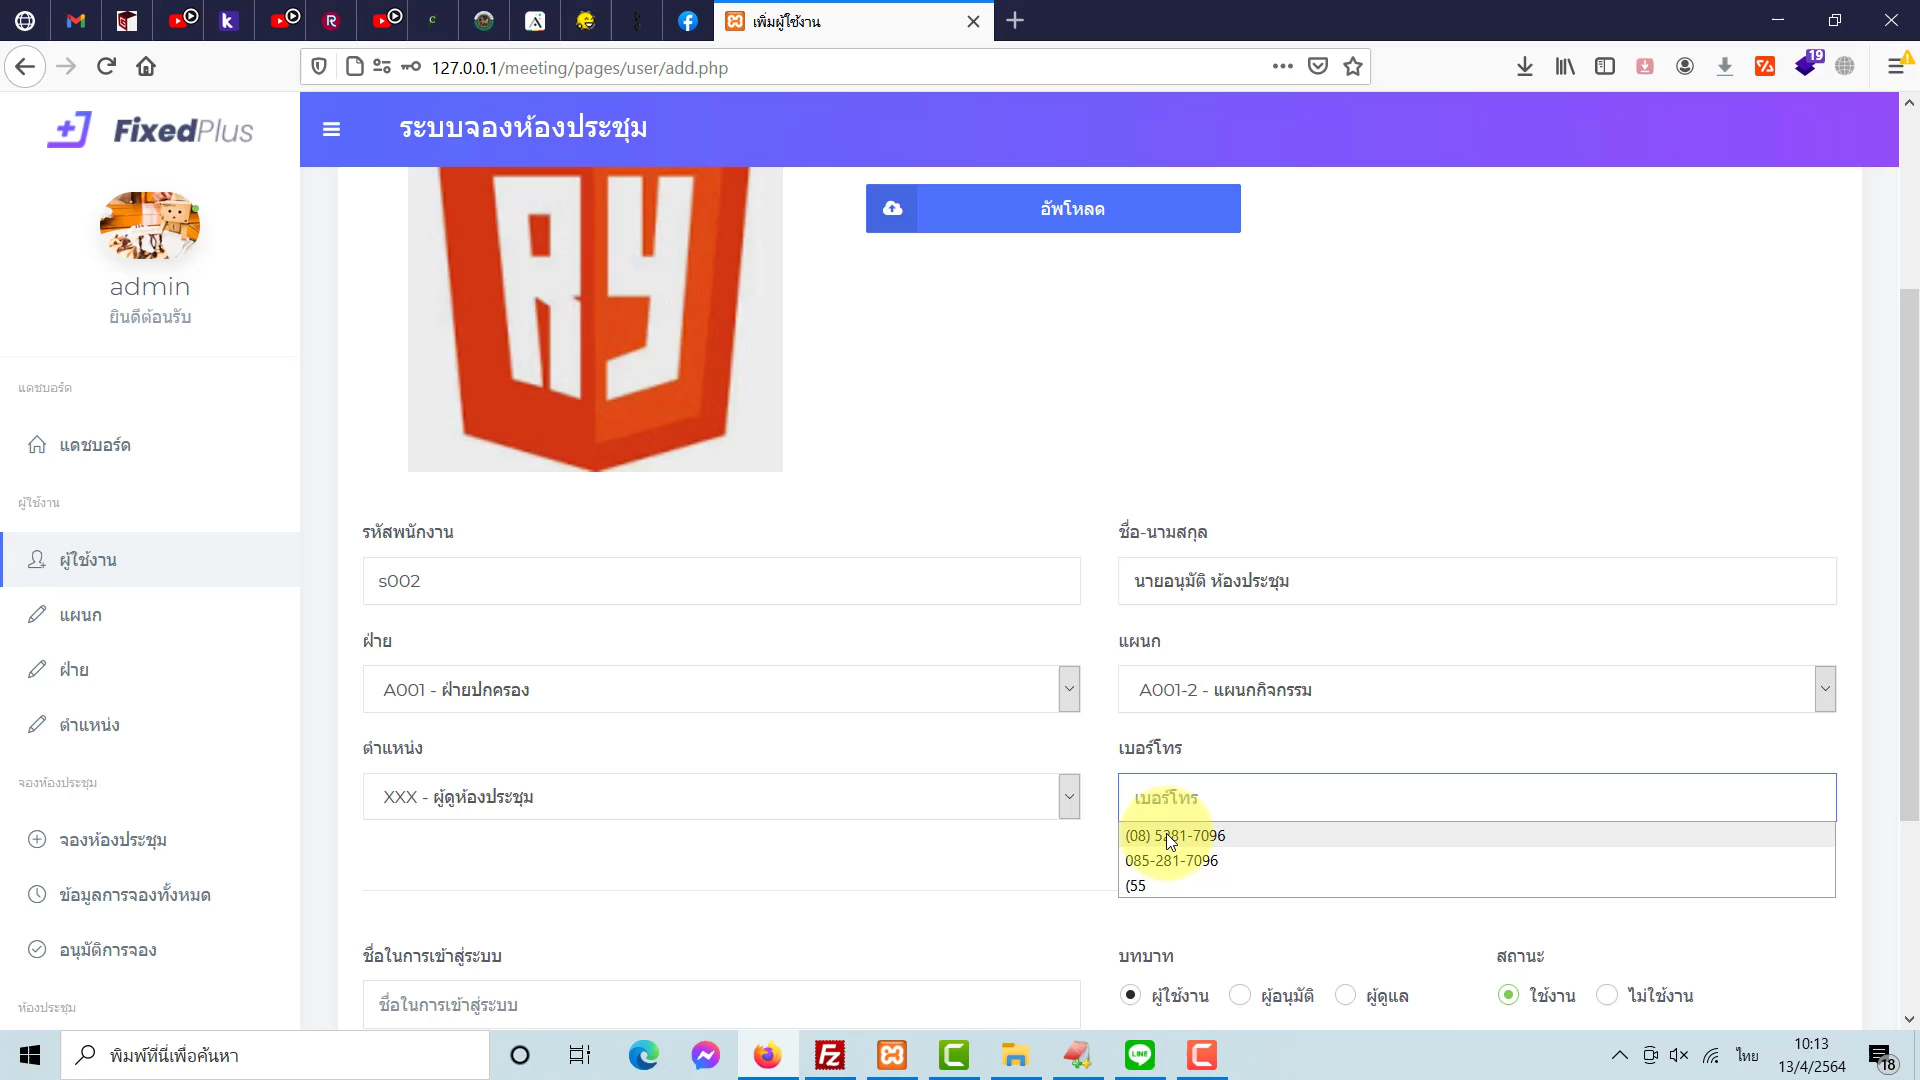 เพิ่มผู้ใช้งาน
127.0.0.1/meeting/pages/user/add.php
19
FixedPlus
ระบบจองห้องประชุม
อัพโหลด
admin
ยินดีต้อนรับ
แดชบอร์ด
แดชบอร์ด
ผู้ใช้งาน
ผู้ใช้งาน
แผนก
ฝ่าย
ตำแหน่ง
จองห้องประชุม
จองห้องประชุม
ข้อมูลการจองทั้งหมด
อนุมัติการจอง
ห้องประชุม
รหัสพนักงาน
ชื่อ-นามสกุล
s002
นายอนุมัติ ห้องประชุม
ฝ่าย
แผนก
A001 - ฝ่ายปกครอง
A001-2 - แผนกกิจกรรม
ตำแหน่ง
เบอร์โทร
XXX - ผู้ดูห้องประชุม
เบอร์โทร
(08) 5281-7096
085-281-7096
(55
ชื่อในการเข้าสู่ระบบ
บทบาท
สถานะ
ชื่อในการเข้าสู่ระบบ
ผู้ใช้งาน
ผู้อนุมัติ
ผู้ดูแล
ใช้งาน
ไม่ใช้งาน
พิมพ์ที่นี่เพื่อค้นหา
ไทย
10:13
13/4/2564
18